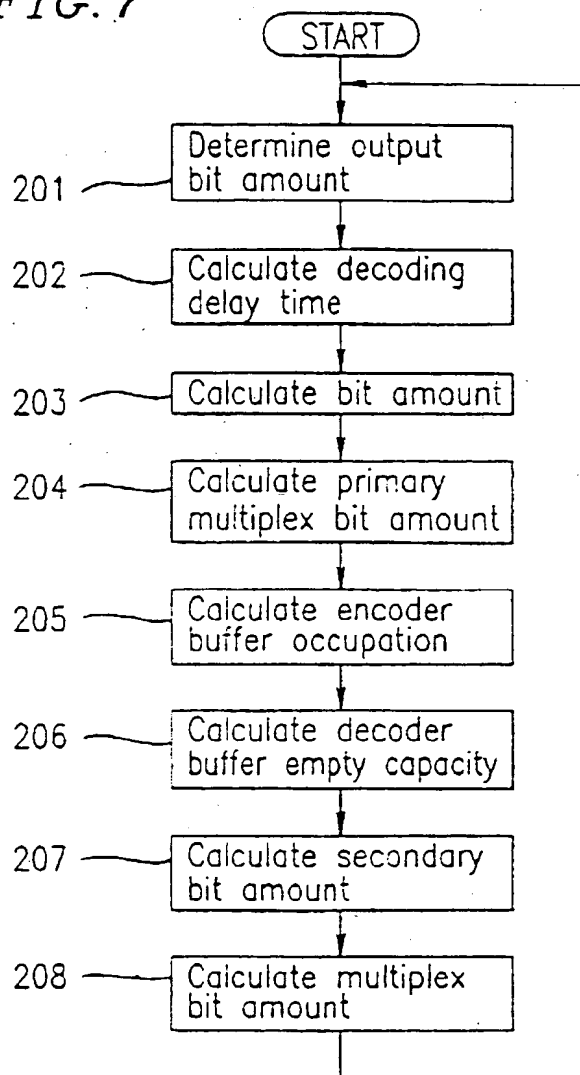 FIG. 7
START
201
Determine output
bit amount
202
Calculate decoding
delay time
203
Calculate bit amount
204
Calculate primary
multiplex bit amount
205
Calculate encoder
buffer occupation
206
Calculate decoder
buffer empty capacity
207
Calculate secondary
bit amount
208
Calculate multiplex
bit amount